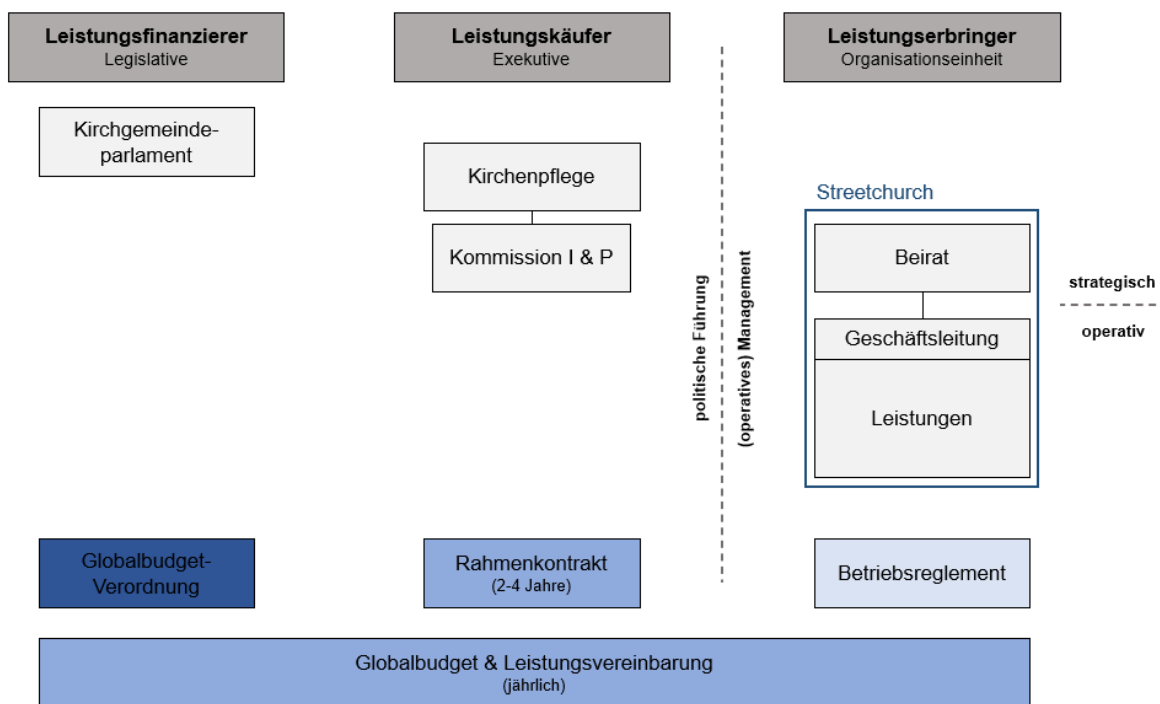 Leistungsfinanzierer
Legislative
Leistungskäufer
Exekutive
Leistungserbringer
Organisationseinheit
Kirchgemeinde-
parlament
Kirchenpflege
Kommission I & P
politische Führung
(operatives) Management
Streetchurch
Beirat
Geschäftsleitung
Leistungen
strategisch
operativ
Globalbudget-
Verordnung
Rahmenkontrakt
(2-4 Jahre)
Betriebsreglement
Globalbudget & Leistungsvereinbarung
(jährlich)